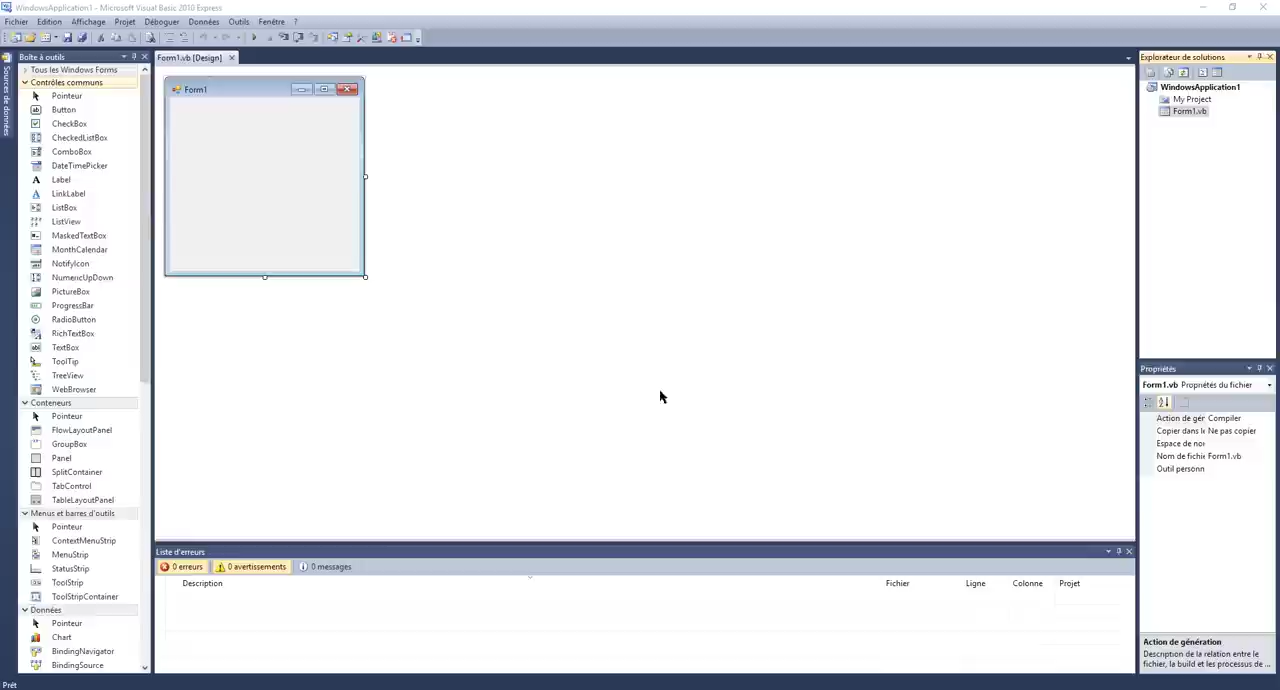 WindowsApplication1 - Microsoft Visual Basic 2010 Express
Fichier Edition Affichage Projet Déboguer Données Outils Fenêtre ?
Sources de données
Boîte à outils
Tous les Windows Forms
Contrôles communs
Pointeur
Button
CheckBox
CheckedListBox
ComboBox
DateTimePicker
Label
LinkLabel
ListBox
ListView
MaskedTextBox
MonthCalendar
NotifyIcon
NumericUpDown
PictureBox
ProgressBar
RadioButton
RichTextBox
TextBox
ToolTip
TreeView
WebBrowser
Conteneurs
Pointeur
FlowLayoutPanel
GroupBox
Panel
SplitContainer
TabControl
TableLayoutPanel
Menus et barres d'outils
Pointeur
ContextMenuStrip
MenuStrip
StatusStrip
ToolStrip
ToolStripContainer
Données
Pointeur
Chart
BindingNavigator
BindingSource
Form1.vb [Design]
Form1
Liste d'erreurs
0 erreurs 0 avertissements 0 messages
Description Fichier Ligne Colonne Projet
Explorateur de solutions
WindowsApplication1
My Project
Form1.vb
Propriétés
Form1.vb Propriétés du fichier
Action de gér Compiler
Copier dans l Ne pas copier
Espace de no
Nom de fichi Form1.vb
Outil personn
Action de génération
Description de la relation entre le
fichier, la build et les processus de ...
Prêt